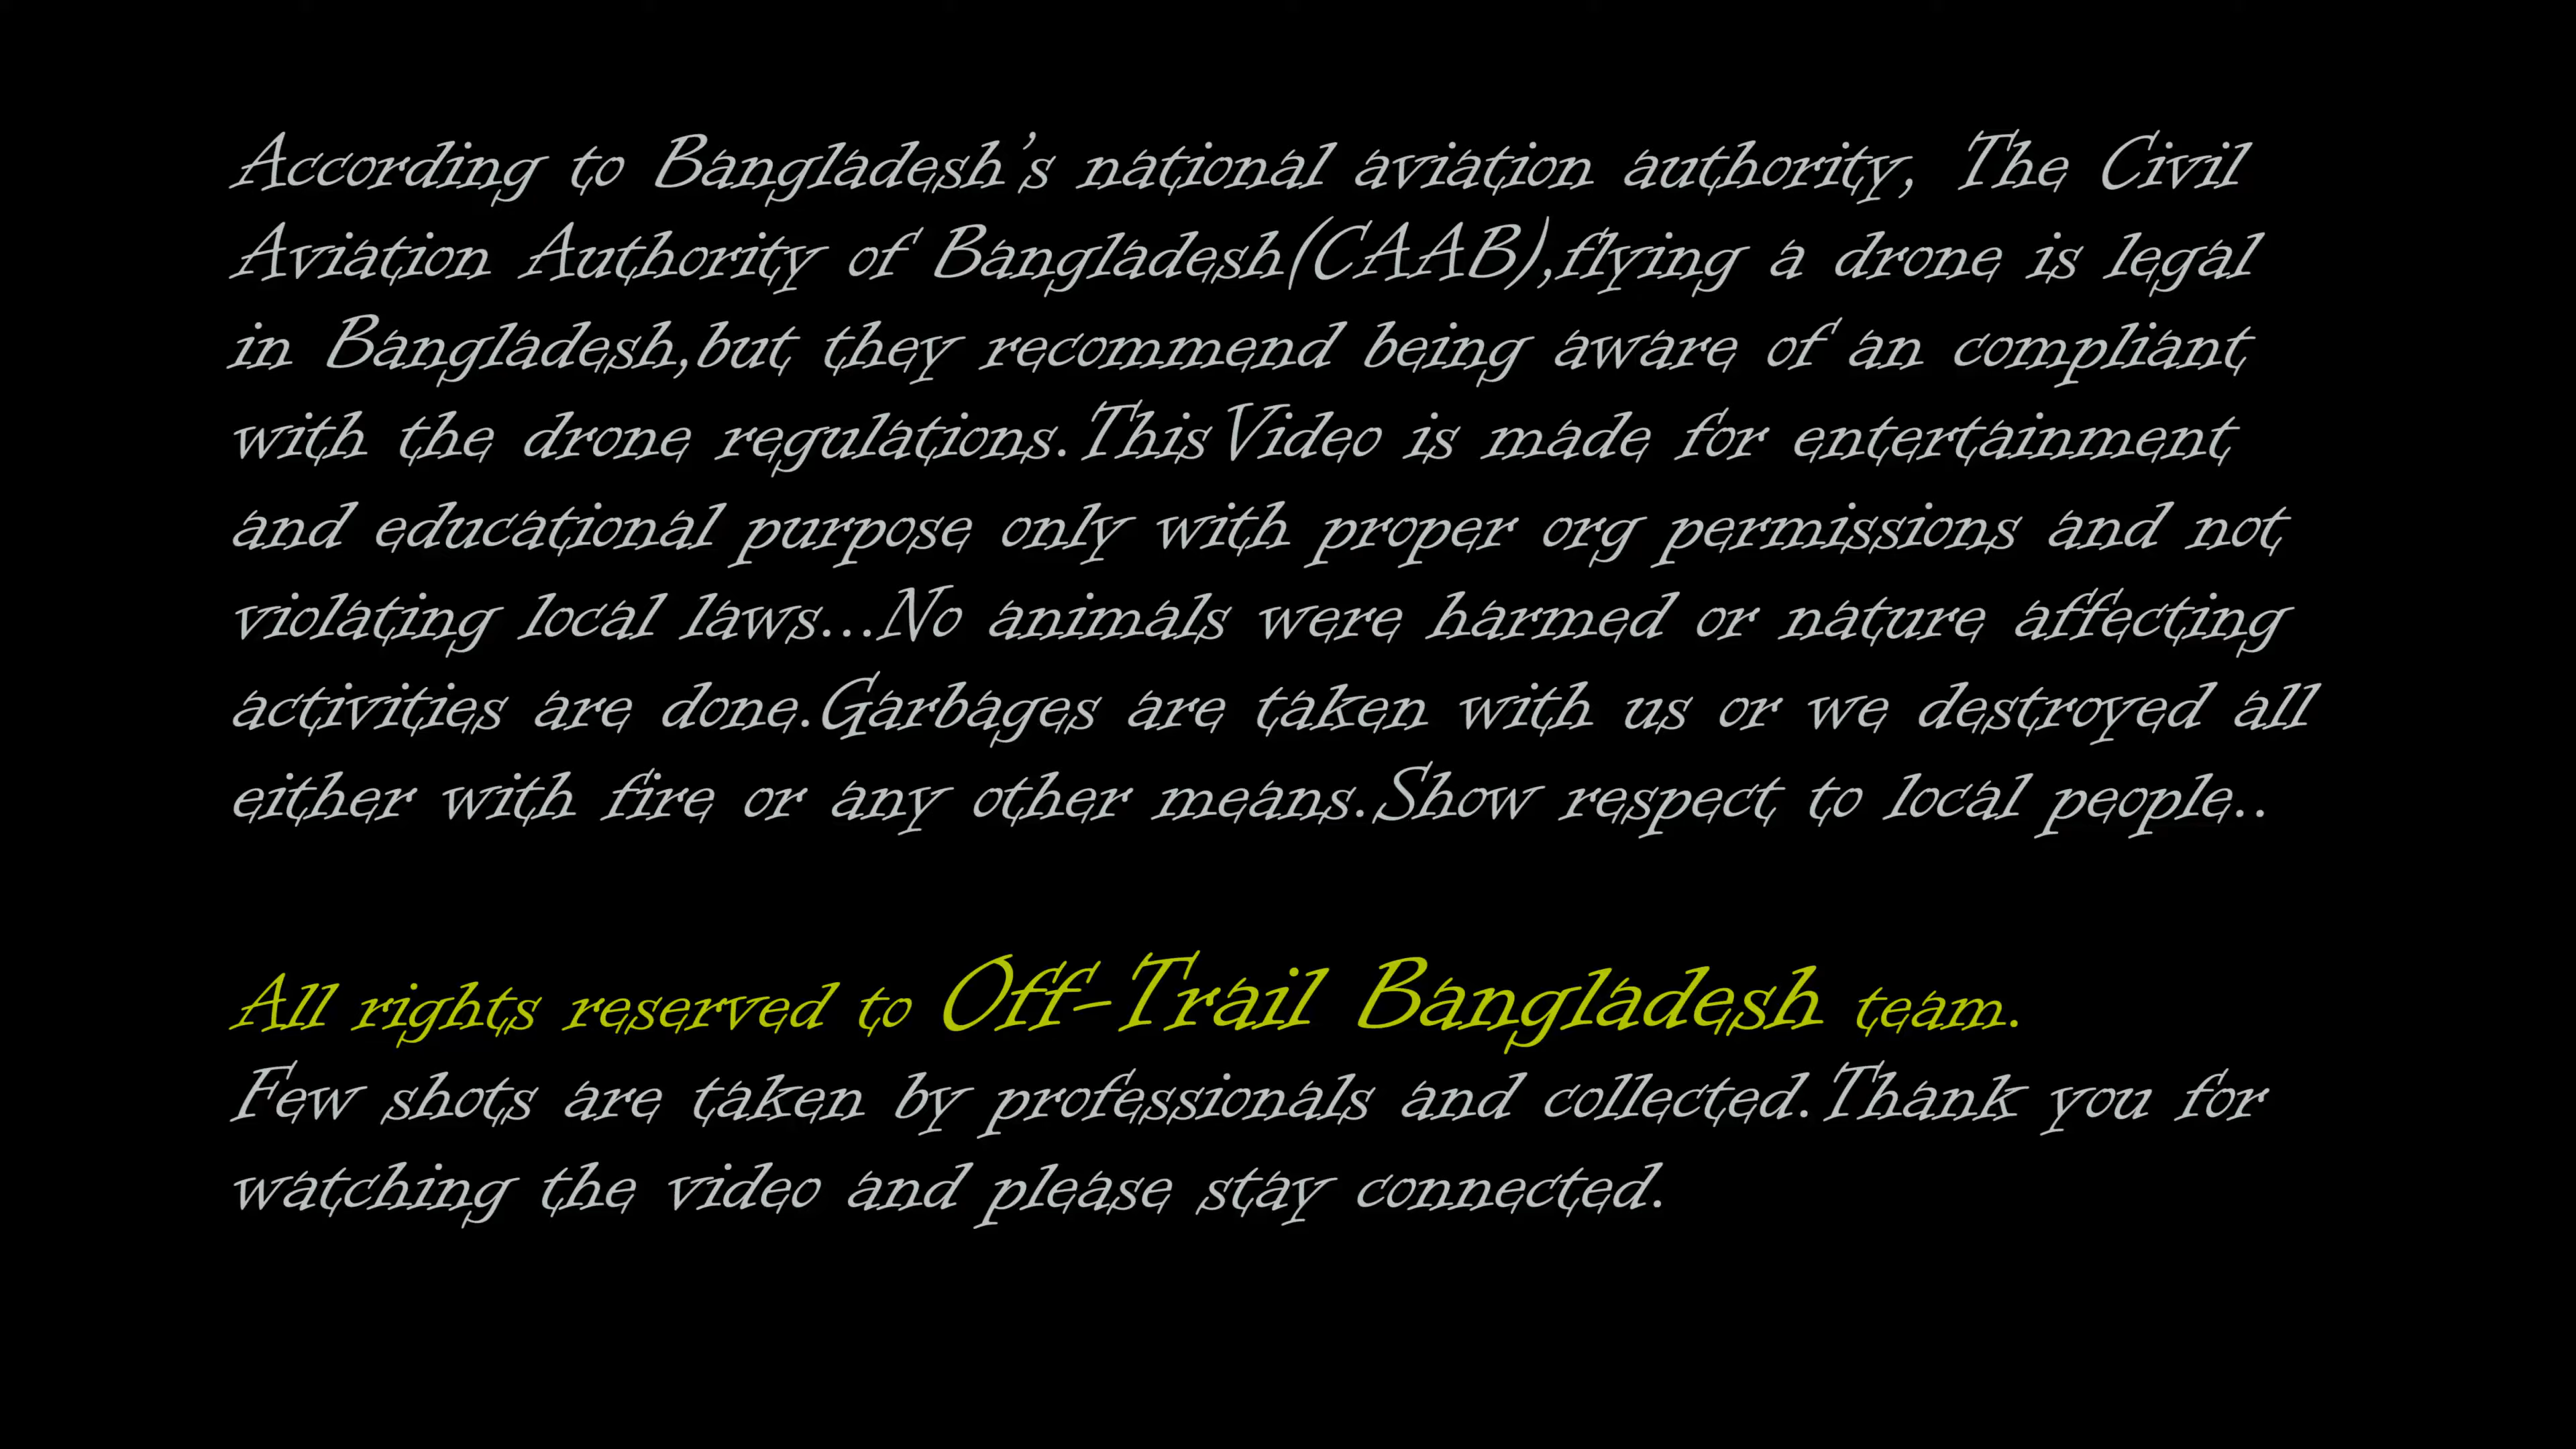 According to Bangladesh's national aviation authority, The Civil
Aviation Authority of Bangladesh(CAAB),flying a drone is legal
in Bangladesh,but they recommend being aware of an compliant
with the drone regulations.This Video is made for entertainment
and educational purpose only with proper org permissions and not
violating local laws...No animals were harmed or nature affecting
activities are done.Garbages are taken with us or we destroyed all
either with fire or any other means.Show respect to local people..
All rights reserved to Off-Trail Bangladesh team.
Few shots are taken by professionals and collected.Thank you for
watching the video and please stay connected.